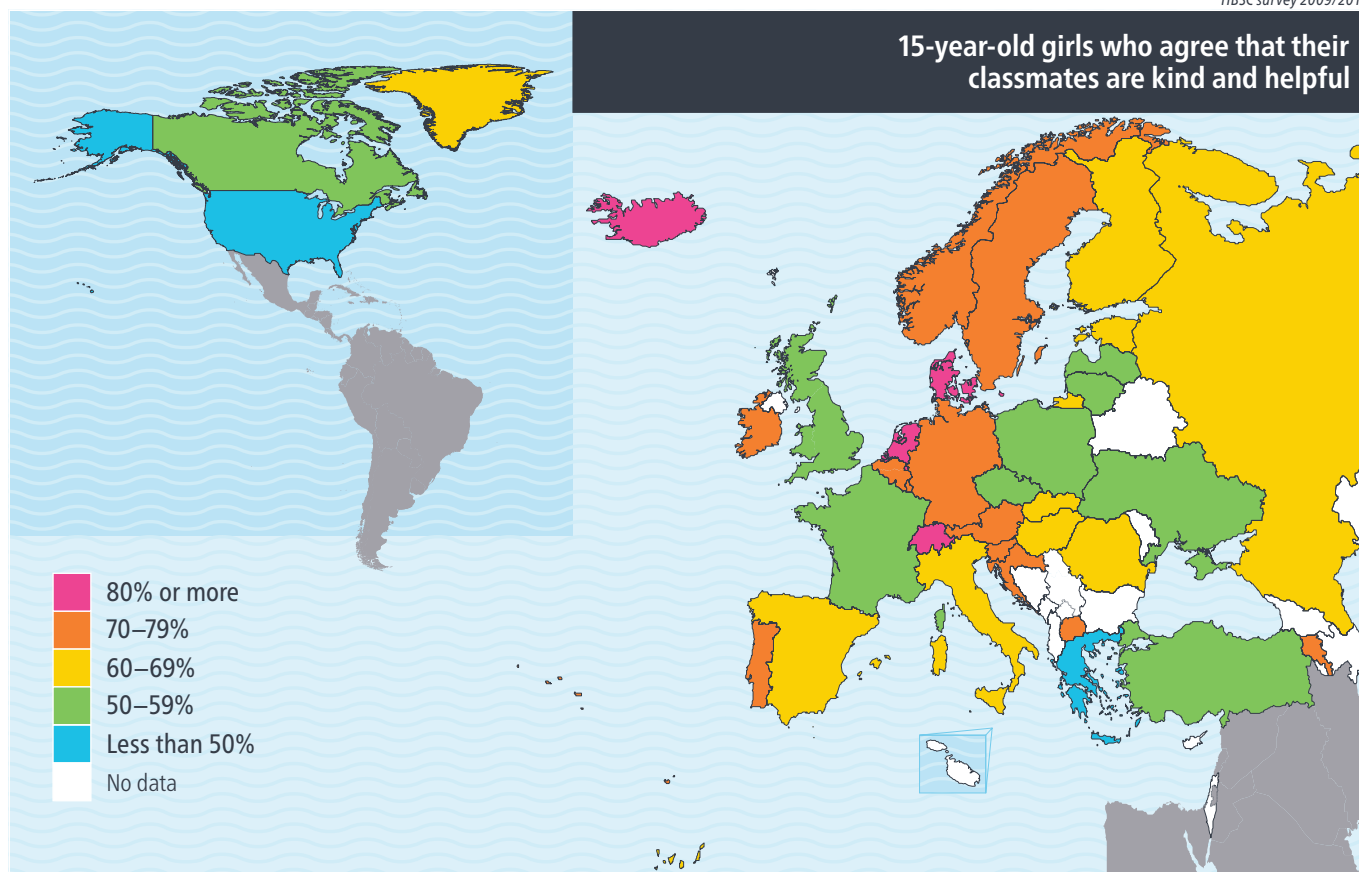 15-year-old girls who agree that their
classmates are kind and helpful
80% or more
70–79%
60–69%
50–59%
Less than 50%
No data